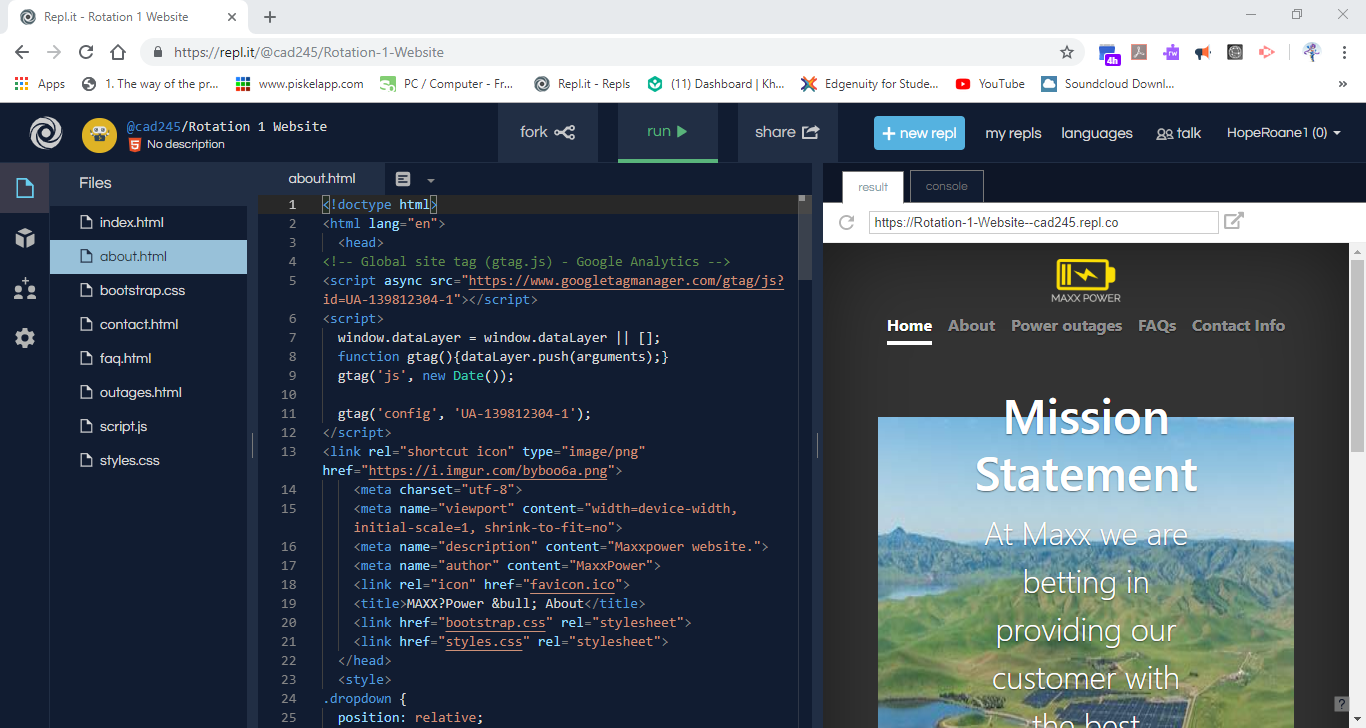 Repl.it - Rotation 1 Website
https://repl.it/@cad245/Rotation-1-Website
4h
Apps
1. The way of the pr...
www.piskelapp.com
PC / Computer - Fr...
Repl.it - Repls
(11) Dashboard | Kh...
Edgenuity for Stude...
YouTube
Soundcloud Downl...
»
@cad245/Rotation 1 Website
5 No description
fork
run
share
+ new repl
my repls
languages
talk
HopeRoane1 (0)
Files
index.html
about.html
bootstrap.css
contact.html
faq.html
outages.html
script.js
styles.css
about.html
1 <!doctype html>
2 <html lang="en">
3 <head>
4 <!-- Global site tag (gtag.js) - Google Analytics -->
5 <script async src="https://www.googletagmanager.com/gtag/js?
id=UA-139812304-1"></script>
6 <script>
7 window.dataLayer = window.dataLayer || [];
8 function gtag(){dataLayer.push(arguments);}
9 gtag('js', new Date());
10
11 gtag('config', 'UA-139812304-1');
12 </script>
13 <link rel="shortcut icon" type="image/png"
href="https://i.imgur.com/byboo6a.png">
14 <meta charset="utf-8">
15 <meta name="viewport" content="width=device-width,
initial-scale=1, shrink-to-fit=no">
16 <meta name="description" content="Maxxpower website.">
17 <meta name="author" content="MaxxPower">
18 <link rel="icon" href="favicon.ico">
19 <title>MAXX?Power &bull; About</title>
20 <link href="bootstrap.css" rel="stylesheet">
21 <link href="styles.css" rel="stylesheet">
22 </head>
23 <style>
24 .dropdown {
25 position: relative;
result
console
https://Rotation-1-Website--cad245.repl.co
MAXX POWER
Home About Power outages FAQs Contact Info
Mission
Statement
At Maxx we are
betting in
providing our
customer with
the best
?